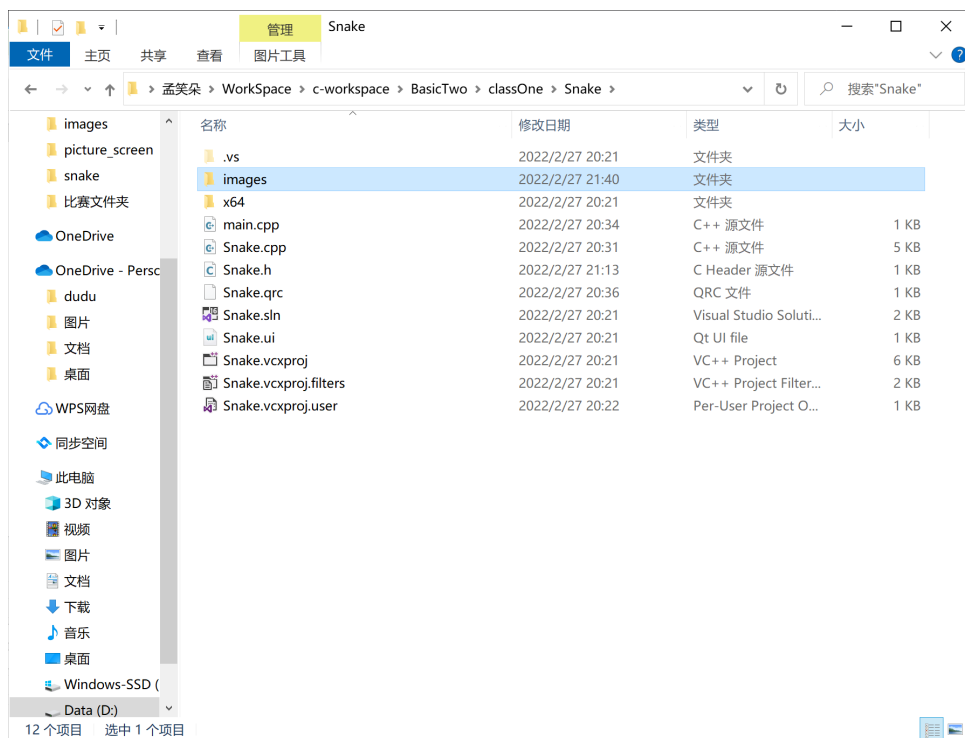 管理 Snake
文件 主页 共享 查看 图片工具
孟笑朵 WorkSpace c-workspace BasicTwo classOne Snake 搜索"Snake"
images
picture_screen
snake
比赛文件夹
OneDrive
OneDrive - Persc
dudu
图片
文档
桌面
WPS网盘
同步空间
此电脑
3D 对象
视频
图片
文档
下载
音乐
桌面
Windows-SSD (
Data (D:)
名称 修改日期 类型 大小
.vs 2022/2/27 20:21 文件夹
images 2022/2/27 21:40 文件夹
x64 2022/2/27 20:21 文件夹
main.cpp 2022/2/27 20:34 C++ 源文件 1 KB
Snake.cpp 2022/2/27 20:31 C++ 源文件 5 KB
Snake.h 2022/2/27 21:13 C Header 源文件 1 KB
Snake.qrc 2022/2/27 20:36 QRC 文件 1 KB
Snake.sln 2022/2/27 20:21 Visual Studio Soluti... 2 KB
Snake.ui 2022/2/27 20:21 Qt UI file 1 KB
Snake.vcxproj 2022/2/27 20:21 VC++ Project 6 KB
Snake.vcxproj.filters 2022/2/27 20:21 VC++ Project Filter... 2 KB
Snake.vcxproj.user 2022/2/27 20:22 Per-User Project O... 1 KB
12 个项目 选中 1 个项目